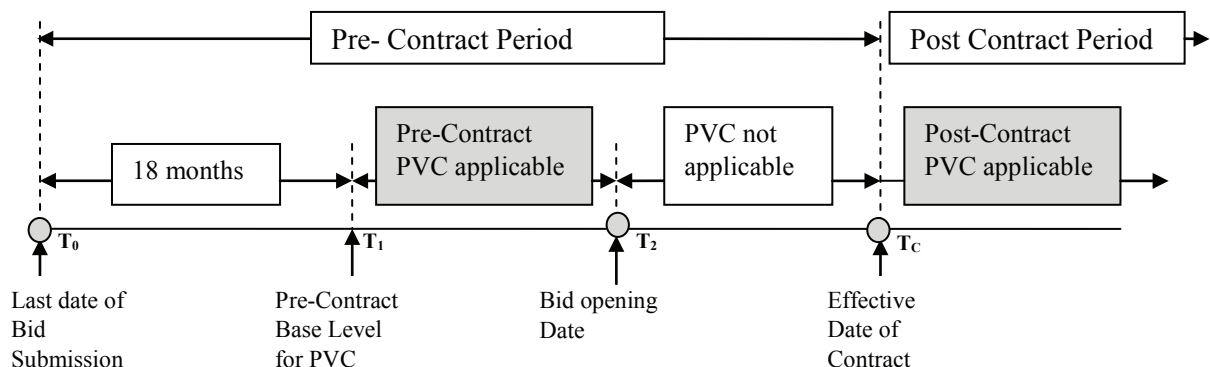 Pre- Contract Period
Post Contract Period
18 months
Pre-Contract
PVC applicable
PVC not
applicable
Post-Contract
PVC applicable
T0
T1
T2
TC
Last date of
Bid
Submission
Pre-Contract
Base Level
for PVC
Bid opening
Date
Effective
Date of
Contract